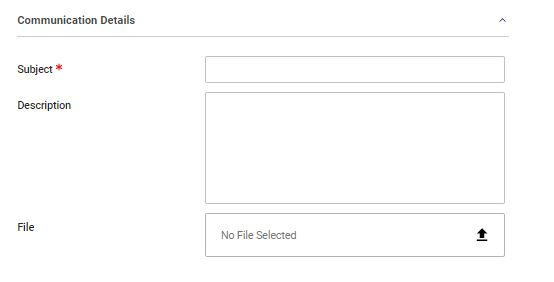 Communication Details
Subject *
Description
File
No File Selected